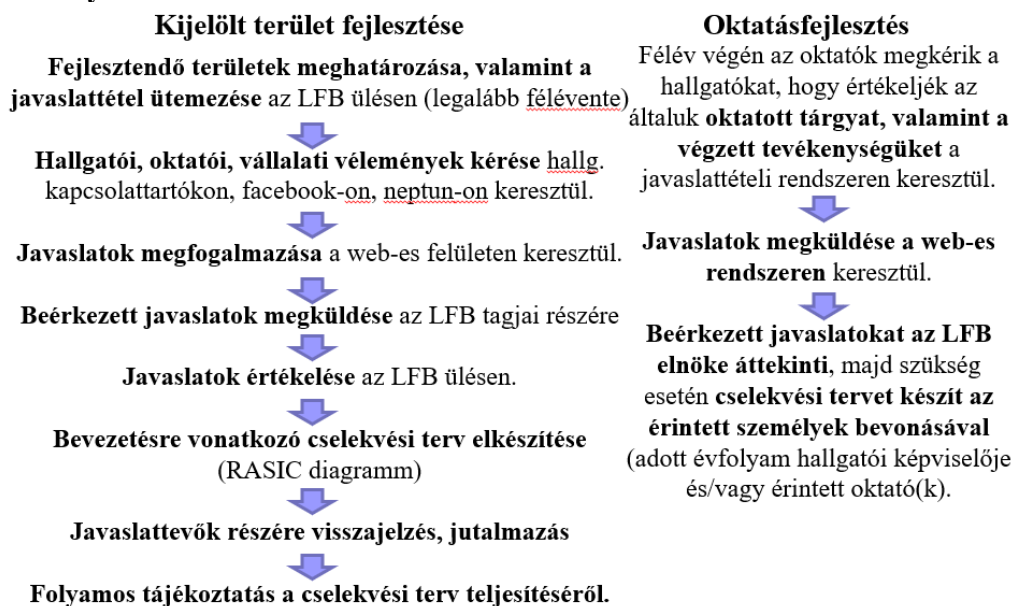 Kijelölt terület fejlesztése
Fejlesztendő területek meghatározása, valamint a
javaslattétel ütemezése az LFB ülésen (legalább félévente)
Hallgatói, oktatói, vállalati vélemények kérése hallg.
kapcsolattartókon, facebook-on, neptun-on keresztül.
Javaslatok megfogalmazása a web-es felületen keresztül.
Beérkezett javaslatok megküldése az LFB tagjai részére
Javaslatok értékelése az LFB ülésen.
Bevezetésre vonatkozó cselekvési terv elkészítése
(RASIC diagramm)
Javaslattevők részére visszajelzés, jutalmazás
Folyamos tájékoztatás a cselekvési terv teljesítéséről.
Oktatásfejlesztés
Félév végén az oktatók megkérik a
hallgatókat, hogy értékeljék az
általuk oktatott tárgyat, valamint a
végzett tevékenységüket a
javaslattételi rendszeren keresztül.
Javaslatok megküldése a web-es
rendszeren keresztül.
Beérkezett javaslatokat az LFB
elnöke áttekinti, majd szükség
esetén cselekvési tervet készít az
érintett személyek bevonásával
(adott évfolyam hallgatói képviselője
és/vagy érintett oktató(k).